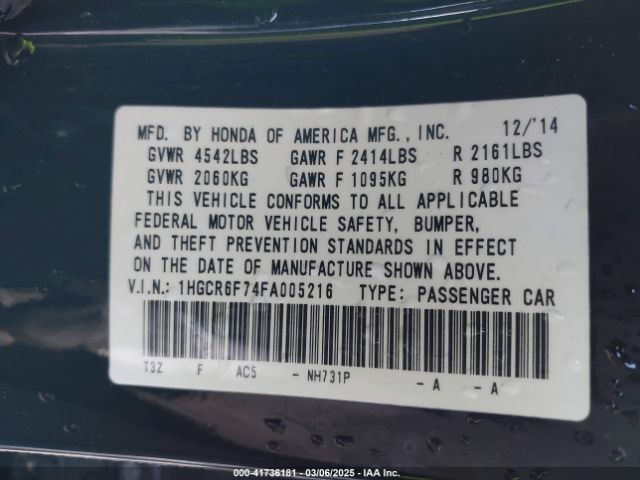 MFD. BY HONDA OF AMERICA MFG., INC. 12/'14
GVWR 4542LBS GAWR F 2414LBS R 2161LBS
GVWR 2060KG GAWR F 1095KG R 980KG
THIS VEHICLE CONFORMS TO ALL APPLICABLE
FEDERAL MOTOR VEHICLE SAFETY, BUMPER,
AND THEFT PREVENTION STANDARDS IN EFFECT
ON THE DATE OF MANUFACTURE SHOWN ABOVE.
V.I.N.: 1HGCR6F74FA005216 TYPE: PASSENGER CAR
T3Z F AC5 - NH731P - A - A
000-41736181 - 03/06/2025 - IAA Inc.